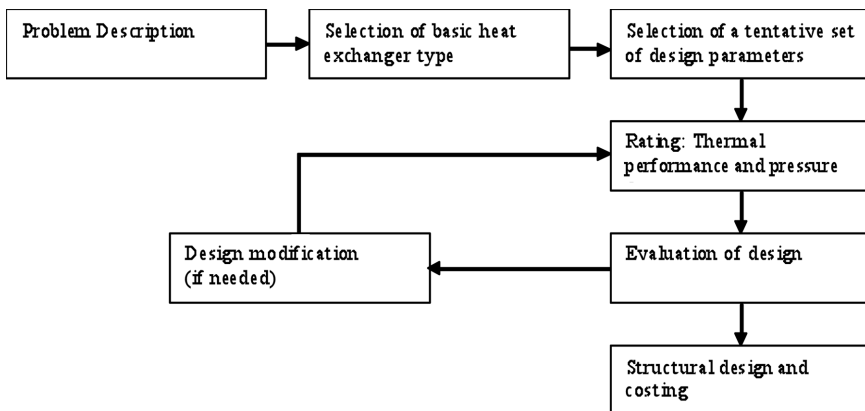 Problem Description
Selection of basic heat
exchanger type
Selection of a tentative set
of design parameters
Rating: Thermal
performance and pressure
Design modification
(if needed)
Evaluation of design
Structural design and
costing